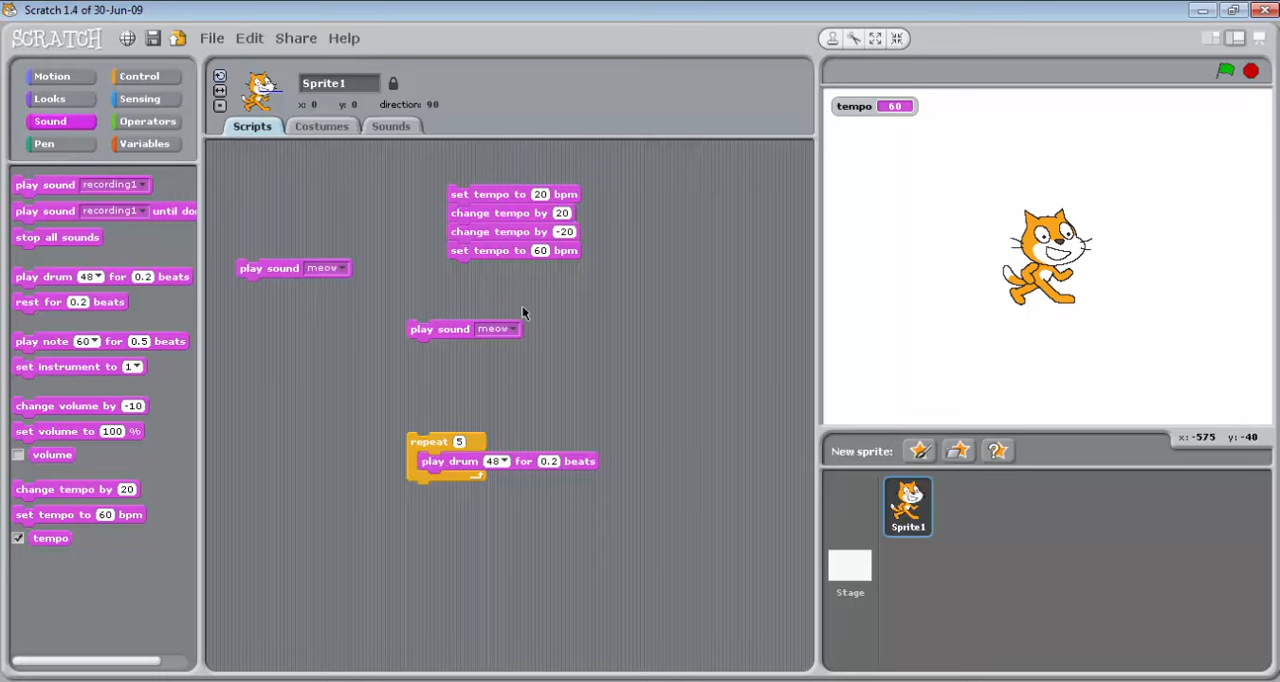 Scratch 1.4 of 30-Jun-09
SCRATCH File Edit Share Help
Motion Control
Looks Sensing
Sound Operators
Pen Variables
Sprite1
x: 0 y: 0 direction: 90
Scripts Costumes Sounds
play sound recording1
play sound recording1 until do
stop all sounds
play drum 48 for 0.2 beats
rest for 0.2 beats
play note 60 for 0.5 beats
set instrument to 1
change volume by -10
set volume to 100 %
volume
change tempo by 20
set tempo to 60 bpm
tempo
set tempo to 20 bpm
change tempo by 20
change tempo by -20
set tempo to 60 bpm
play sound meow
play sound meow
repeat 5
play drum 48 for 0.2 beats
tempo 60
x: -575 y: -40
New sprite:
Sprite1
Stage